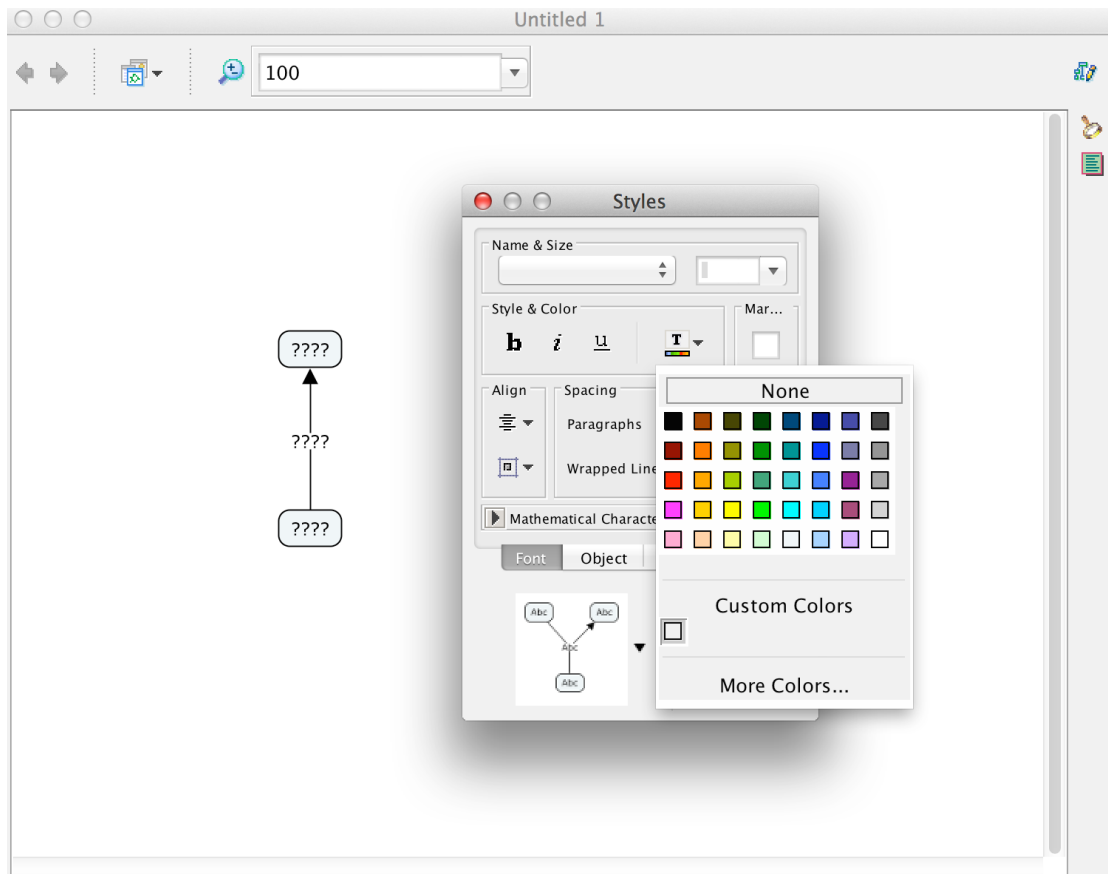 Untitled 1
100
Styles
Name & Size
Style & Color
Mar...
b i u T
Align
Spacing
None
Paragraphs
Wrapped Line
Mathematical Characte
Font
Object
Custom Colors
More Colors...
????
????
????
Abc
Abc
Abc
Abc